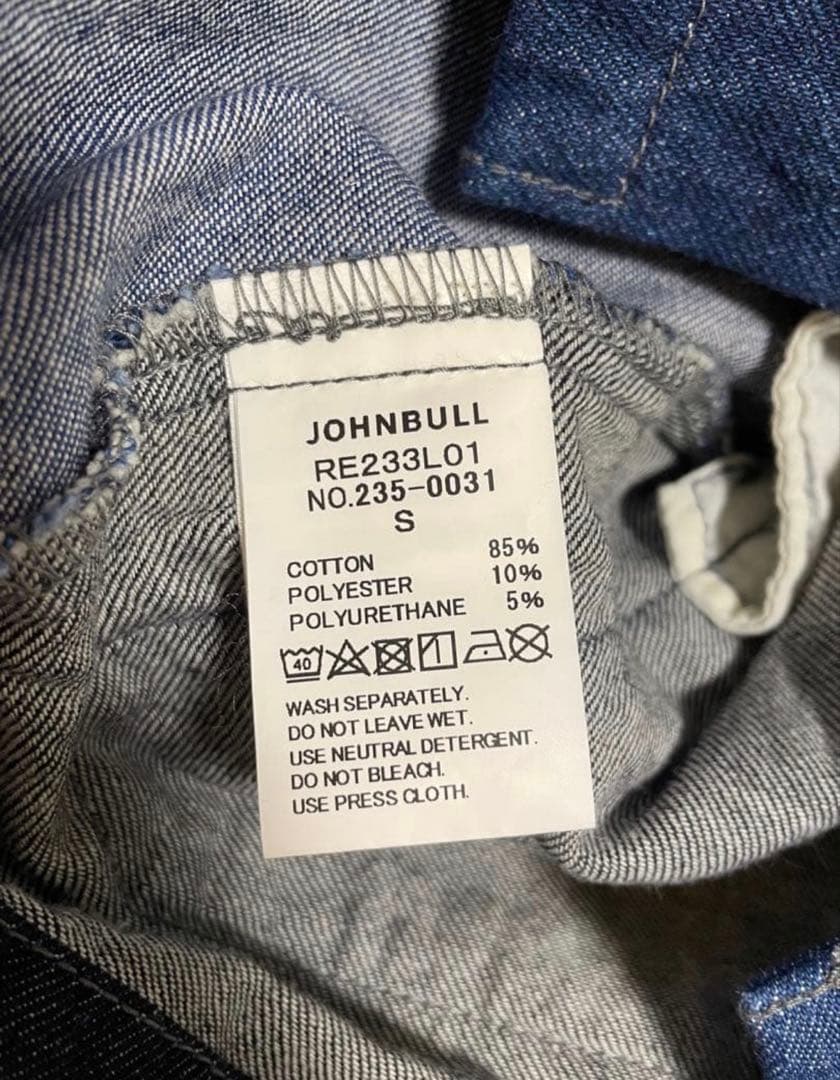 JOHNBULL
RE233L01
NO.235-0031
S
COTTON 85%
POLYESTER 10%
POLYURETHANE 5%
40
WASH SEPARATELY.
DO NOT LEAVE WET.
USE NEUTRAL DETERGENT.
DO NOT BLEACH.
USE PRESS CLOTH.